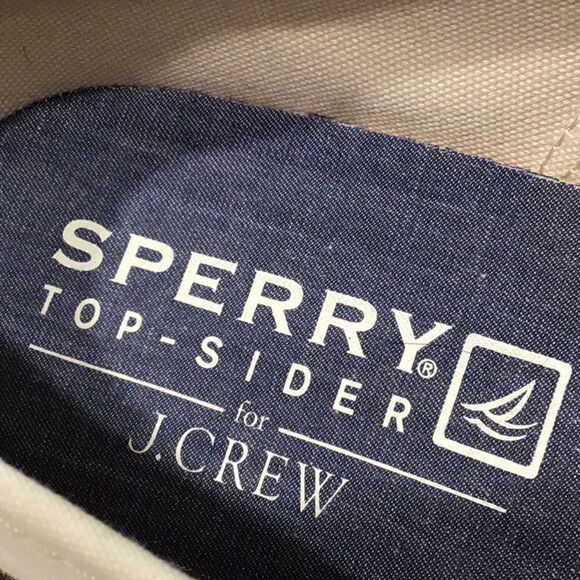 SPERRY®
TOP-SIDER
for
J.CREW